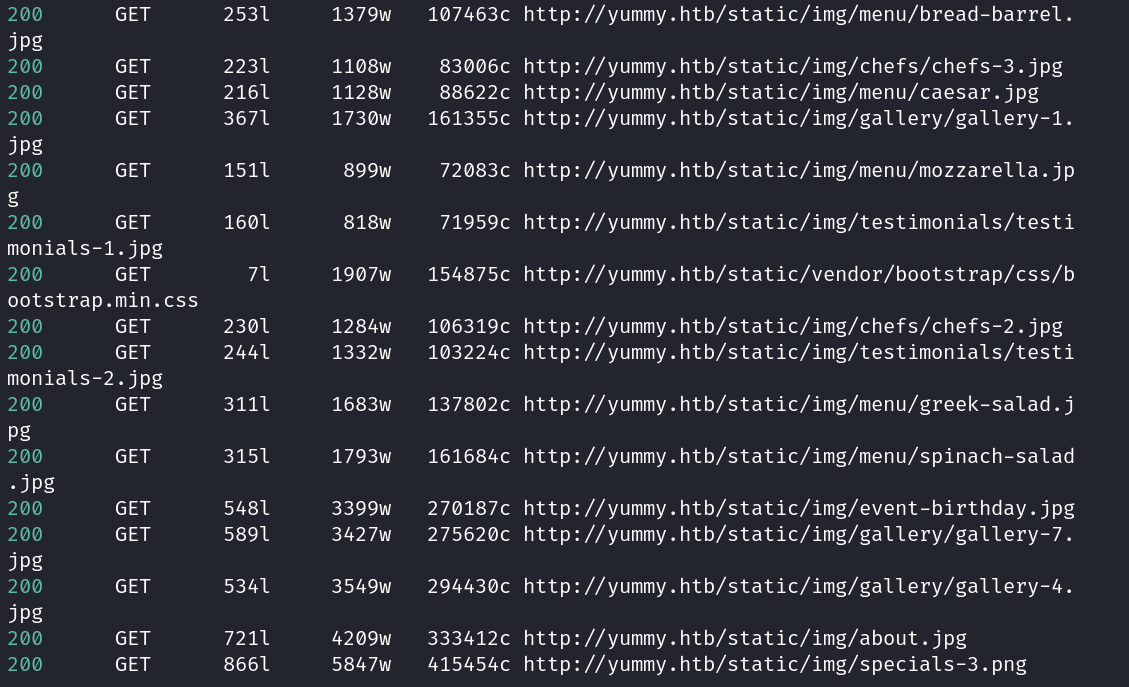 200      GET      253l     1379w   107463c http://yummy.htb/static/img/menu/bread-barrel.
jpg
200      GET      223l     1108w    83006c http://yummy.htb/static/img/chefs/chefs-3.jpg
200      GET      216l     1128w    88622c http://yummy.htb/static/img/menu/caesar.jpg
200      GET      367l     1730w   161355c http://yummy.htb/static/img/gallery/gallery-1.
jpg
200      GET      151l      899w    72083c http://yummy.htb/static/img/menu/mozzarella.jp
g
200      GET      160l      818w    71959c http://yummy.htb/static/img/testimonials/testi
monials-1.jpg
200      GET        7l     1907w   154875c http://yummy.htb/static/vendor/bootstrap/css/b
ootstrap.min.css
200      GET      230l     1284w   106319c http://yummy.htb/static/img/chefs/chefs-2.jpg
200      GET      244l     1332w   103224c http://yummy.htb/static/img/testimonials/testi
monials-2.jpg
200      GET      311l     1683w   137802c http://yummy.htb/static/img/menu/greek-salad.j
pg
200      GET      315l     1793w   161684c http://yummy.htb/static/img/menu/spinach-salad
.jpg
200      GET      548l     3399w   270187c http://yummy.htb/static/img/event-birthday.jpg
200      GET      589l     3427w   275620c http://yummy.htb/static/img/gallery/gallery-7.
jpg
200      GET      534l     3549w   294430c http://yummy.htb/static/img/gallery/gallery-4.
jpg
200      GET      721l     4209w   333412c http://yummy.htb/static/img/about.jpg
200      GET      866l     5847w   415454c http://yummy.htb/static/img/specials-3.png